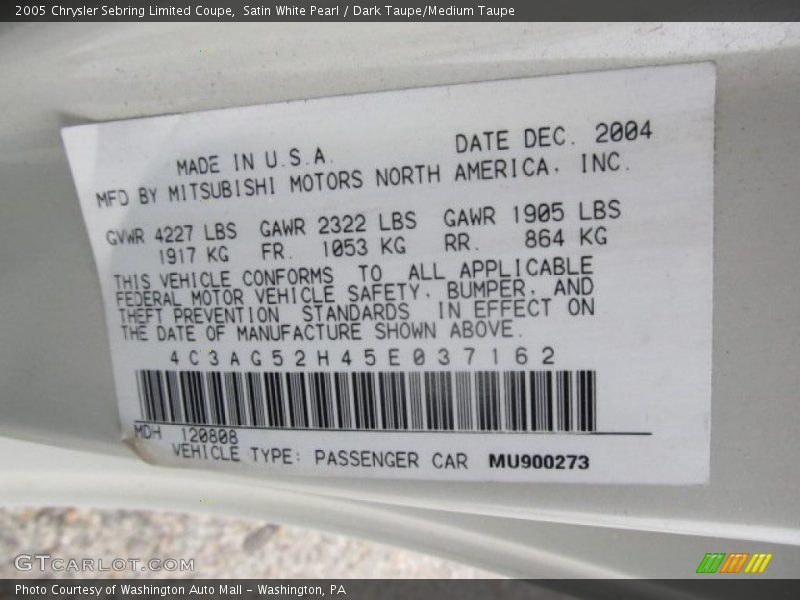 2005 Chrysler Sebring Limited Coupe,  Satin White Pearl / Dark Taupe/Medium Taupe
MADE IN U.S.A. DATE DEC. 2004
MFD BY MITSUBISHI MOTORS NORTH AMERICA, INC.
GVWR 4227 LBS GAWR 2322 LBS GAWR 1905 LBS
1917 KG FR. 1053 KG RR. 864 KG
THIS VEHICLE CONFORMS TO ALL APPLICABLE
FEDERAL MOTOR VEHICLE SAFETY, BUMPER, AND
THEFT PREVENTION STANDARDS IN EFFECT ON
THE DATE OF MANUFACTURE SHOWN ABOVE.
4C3AG52H45E037162
MDH 120808
VEHICLE TYPE: PASSENGER CAR MU900273
GTCARLOT.COM
Photo Courtesy of Washington Auto Mall - Washington, PA